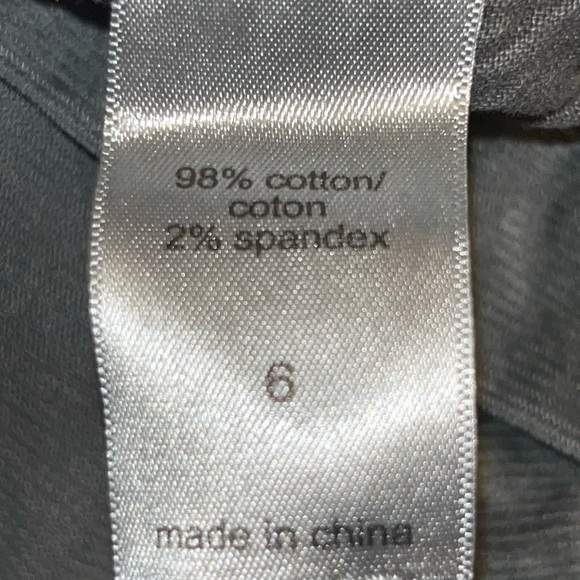 98% cotton/
coton
2% spandex
6
made in china